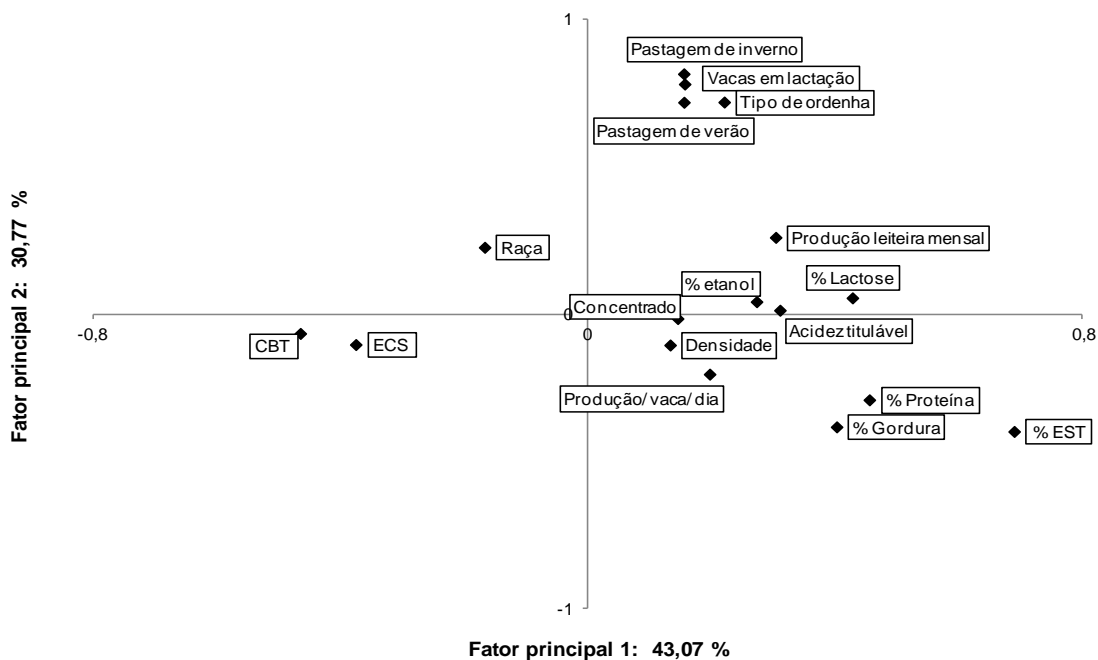 1
Pastagem de inverno
Vacas em lactação
Tipo de ordenha
Pastagem de verão
Fator principal 2: 30,77 %
Raça
Produção leiteira mensal
% etanol
% Lactose
Concentrado
0
-0,8
0
0,8
CBT
ECS
Densidade
Acidez titulável
Produção/ vaca/ dia
% Proteína
% Gordura
% EST
-1
Fator principal 1: 43,07 %